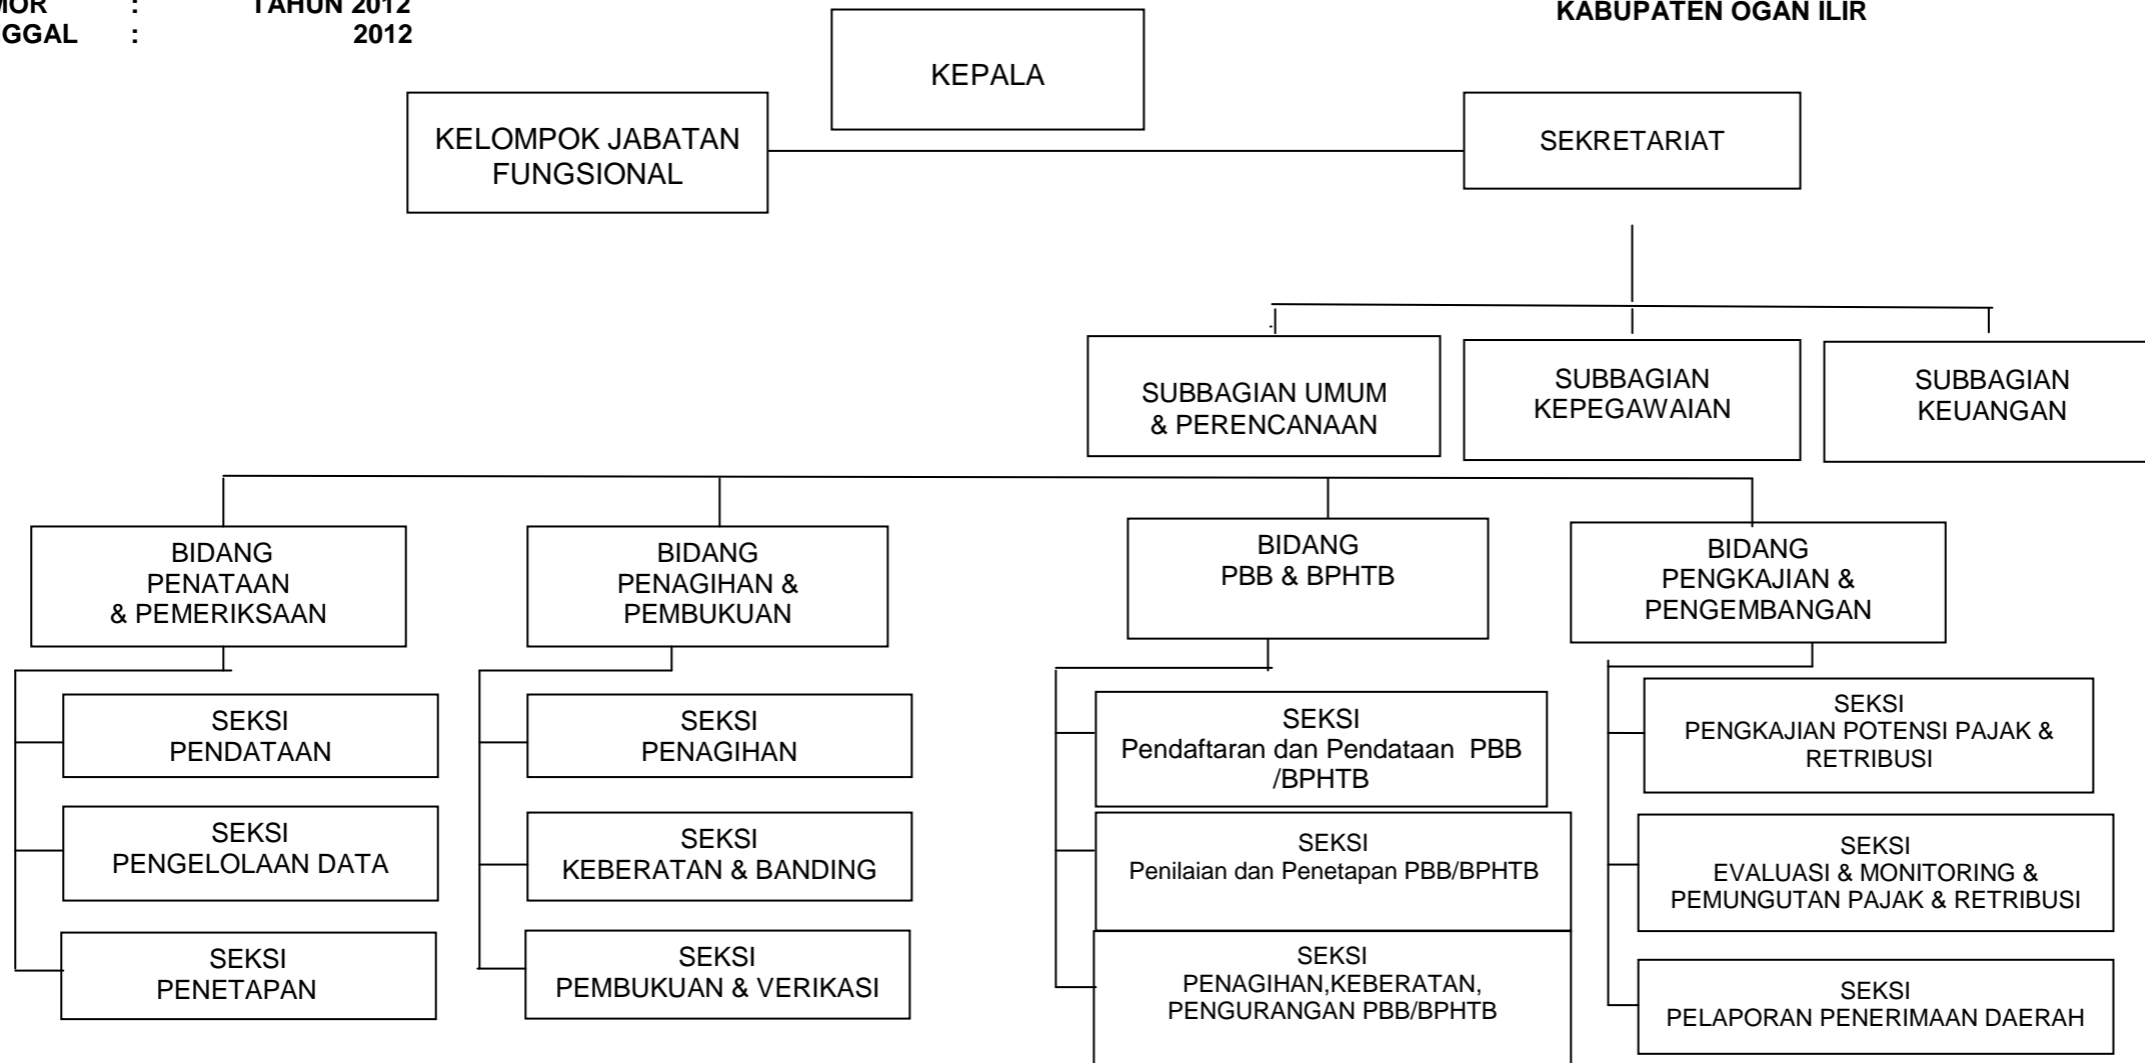 TAHUN 2012
: 2012
KABUPATEN OGAN ILIR
KEPALA
KELOMPOK JABATAN
FUNGSIONAL
SEKRETARIAT
SUBBAGIAN UMUM
& PERENCANAAN
SUBBAGIAN
KEPEGAWAIAN
SUBBAGIAN
KEUANGAN
BIDANG
PENATAAN
& PEMERIKSAAN
BIDANG
PENAGIHAN &
PEMBUKUAN
BIDANG
PBB & BPHTB
BIDANG
PENGKAJIAN &
PENGEMBANGAN
SEKSI
PENDATAAN
SEKSI
PENGELOLAAN DATA
SEKSI
PENETAPAN
SEKSI
PENAGIHAN
SEKSI
KEBERATAN & BANDING
SEKSI
PEMBUKUAN & VERIKASI
SEKSI
Pendaftaran dan Pendataan PBB
/BPHTB
SEKSI
Penilaian dan Penetapan PBB/BPHTB
SEKSI
PENAGIHAN,KEBERATAN,
PENGURANGAN PBB/BPHTB
SEKSI
PENGKAJIAN POTENSI PAJAK &
RETRIBUSI
SEKSI
EVALUASI & MONITORING &
PEMUNGUTAN PAJAK & RETRIBUSI
SEKSI
PELAPORAN PENERIMAAN DAERAH